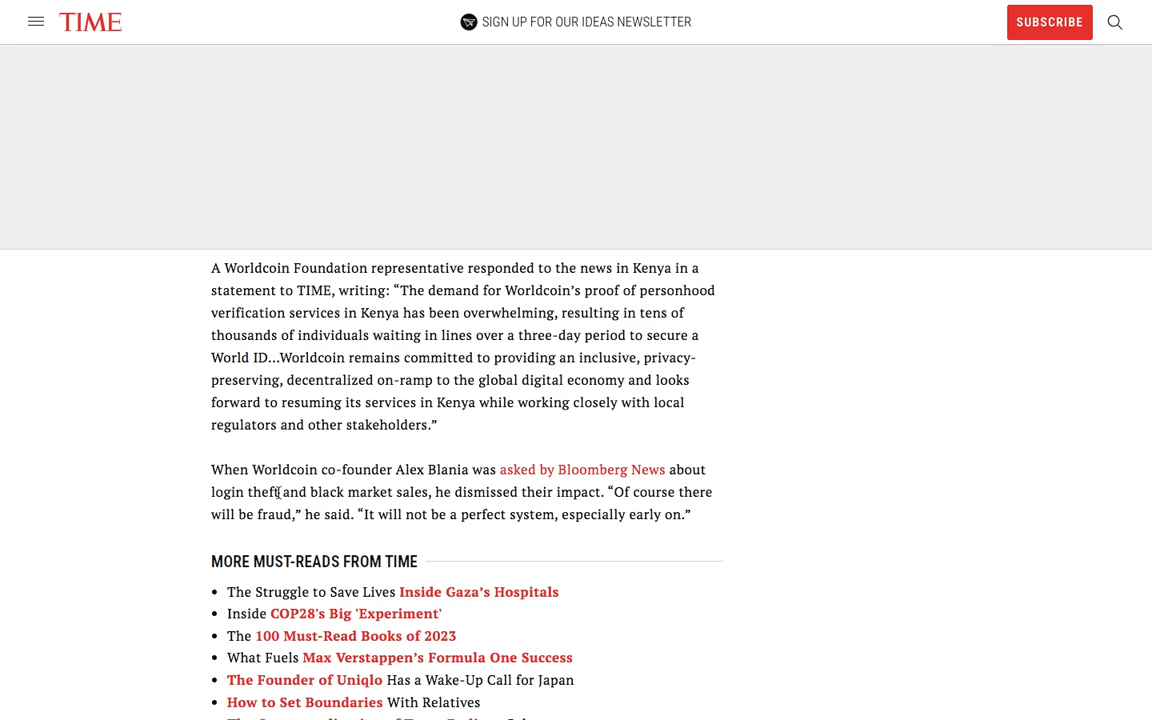 TIME
SIGN UP FOR OUR IDEAS NEWSLETTER
SUBSCRIBE
A Worldcoin Foundation representative responded to the news in Kenya in a
statement to TIME, writing: “The demand for Worldcoin’s proof of personhood
verification services in Kenya has been overwhelming, resulting in tens of
thousands of individuals waiting in lines over a three-day period to secure a
World ID…Worldcoin remains committed to providing an inclusive, privacy-
preserving, decentralized on-ramp to the global digital economy and looks
forward to resuming its services in Kenya while working closely with local
regulators and other stakeholders.”
When Worldcoin co-founder Alex Blania was asked by Bloomberg News about
login theft and black market sales, he dismissed their impact. “Of course there
will be fraud,” he said. “It will not be a perfect system, especially early on.”
MORE MUST-READS FROM TIME
• The Struggle to Save Lives Inside Gaza’s Hospitals
• Inside COP28's Big 'Experiment'
• The 100 Must-Read Books of 2023
• What Fuels Max Verstappen’s Formula One Success
• The Founder of Uniqlo Has a Wake-Up Call for Japan
• How to Set Boundaries With Relatives